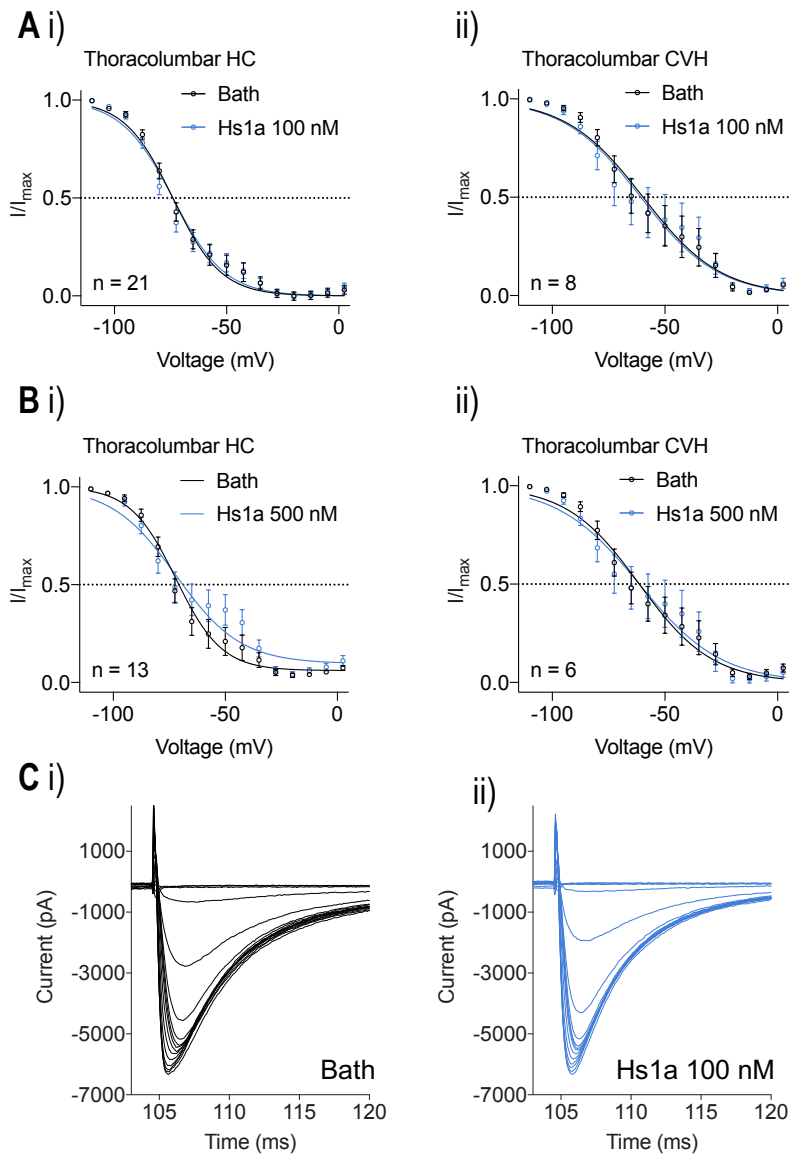 A i)
Thoracolumbar HC
Bath
Hs1a 100 nM
1.0
0.5
0.0
I/Imax
n = 21
-100
-50
0
Voltage (mV)
ii)
Thoracolumbar CVH
Bath
Hs1a 100 nM
1.0
0.5
0.0
I/Imax
n = 8
-100
-50
0
Voltage (mV)
B i)
Thoracolumbar HC
Bath
Hs1a 500 nM
1.0
0.5
0.0
I/Imax
n = 13
-100
-50
0
Voltage (mV)
ii)
Thoracolumbar CVH
Bath
Hs1a 500 nM
1.0
0.5
0.0
I/Imax
n = 6
-100
-50
0
Voltage (mV)
C i)
1000
-1000
-3000
-5000
-7000
Current (pA)
Bath
105
110
115
120
Time (ms)
ii)
1000
-1000
-3000
-5000
-7000
Current (pA)
Hs1a 100 nM
105
110
115
120
Time (ms)